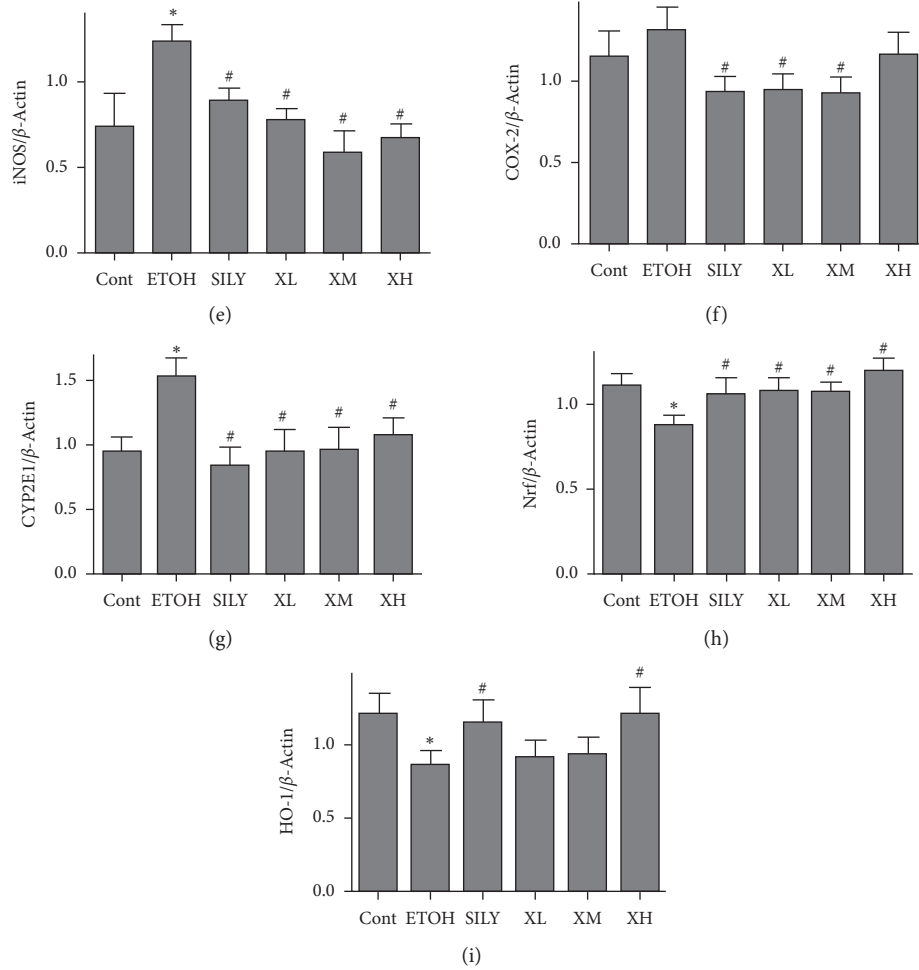 *
1.0
#
#
#
#
0.5
0.0
iNOS/β-Actin
Cont ETOH SILY XL XM XH
(e)
1.0
#
#
#
0.5
0.0
COX-2/β-Actin
Cont ETOH SILY XL XM XH
(f)
*
1.5
#
#
#
#
1.0
0.5
0.0
CYP2E1/β-Actin
Cont ETOH SILY XL XM XH
(g)
#
#
#
#
*
1.0
0.5
0.0
Nrf/β-Actin
Cont ETOH SILY XL XM XH
(h)
#
#
*
1.0
0.5
0.0
HO-1/β-Actin
Cont ETOH SILY XL XM XH
(i)